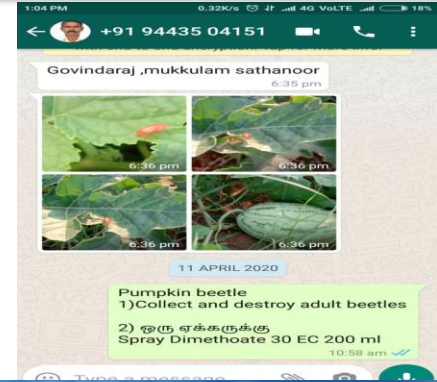 1:04 PM 0.32K/s 4G VoLTE 18%
+91 94435 04151
Govindaraj ,mukkulam sathanoor
6:35 pm
6:36 pm
6:36 pm
6:36 pm
6:36 pm
11 APRIL 2020
Pumpkin beetle
1)Collect and destroy adult beetles
2) ஒரு ஏக்கருக்கு
Spray Dimethoate 30 EC 200 ml
10:58 am
Type a message